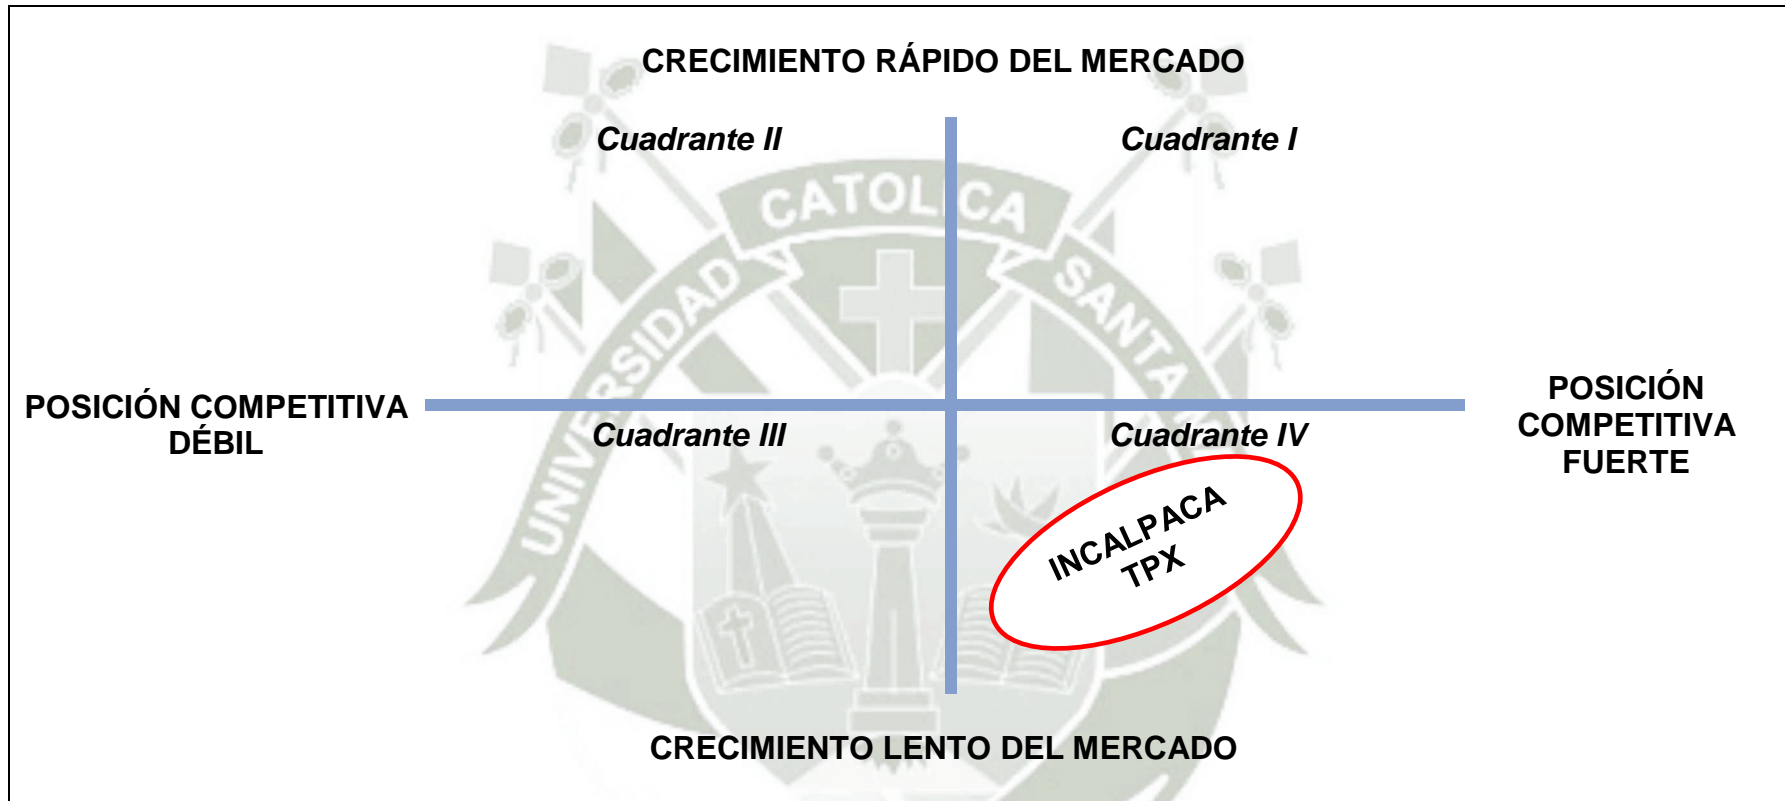 CRECIMIENTO RÁPIDO DEL MERCADO
Cuadrante II
Cuadrante I
UNIVERSIDAD
CATOLICA
SANTA
POSICIÓN COMPETITIVA
DÉBIL
POSICIÓN
COMPETITIVA
FUERTE
Cuadrante III
Cuadrante IV
INCALPACA
TPX
CRECIMIENTO LENTO DEL MERCADO